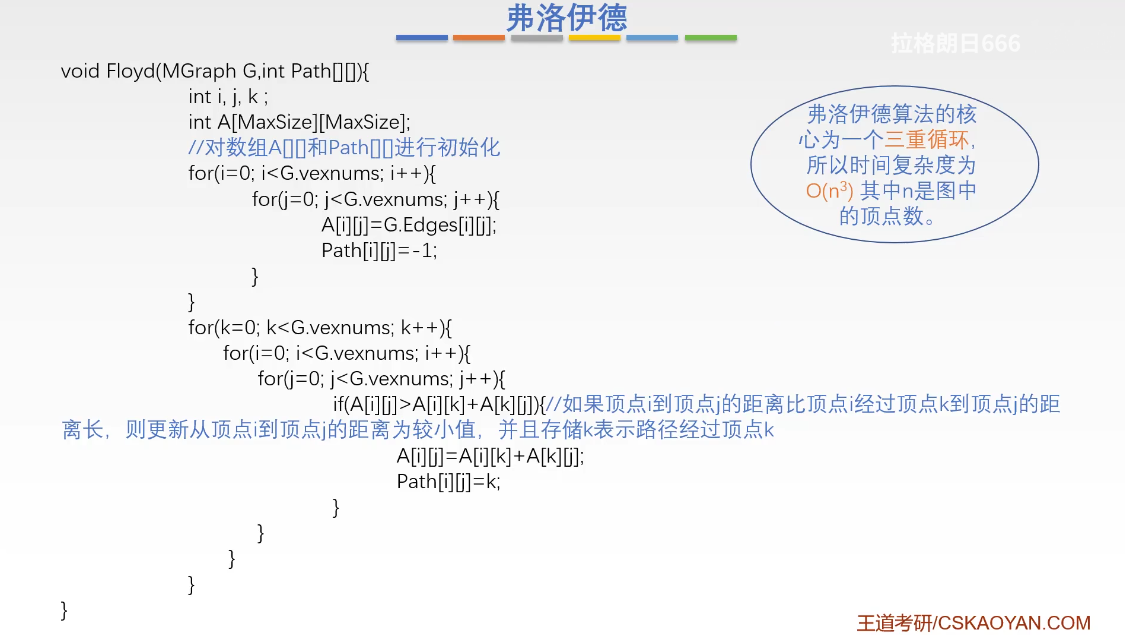 弗洛伊德
拉格朗日666
void Floyd(MGraph G,int Path[][]){
int i, j, k ;
int A[MaxSize][MaxSize];
//对数组A[][]和Path[][]进行初始化
for(i=0; i<G.vexnums; i++){
for(j=0; j<G.vexnums; j++){
A[i][j]=G.Edges[i][j];
Path[i][j]=-1;
}
}
for(k=0; k<G.vexnums; k++){
for(i=0; i<G.vexnums; i++){
for(j=0; j<G.vexnums; j++){
if(A[i][j]>A[i][k]+A[k][j]){//如果顶点i到顶点j的距离比顶点i经过顶点k到顶点j的距
离长，则更新从顶点i到顶点j的距离为较小值，并且存储k表示路径经过顶点k
A[i][j]=A[i][k]+A[k][j];
Path[i][j]=k;
}
}
}
}
}
弗洛伊德算法的核
心为一个三重循环,
所以时间复杂度为
O(n³) 其中n是图中
的顶点数。
王道考研/CSKAOYAN.COM